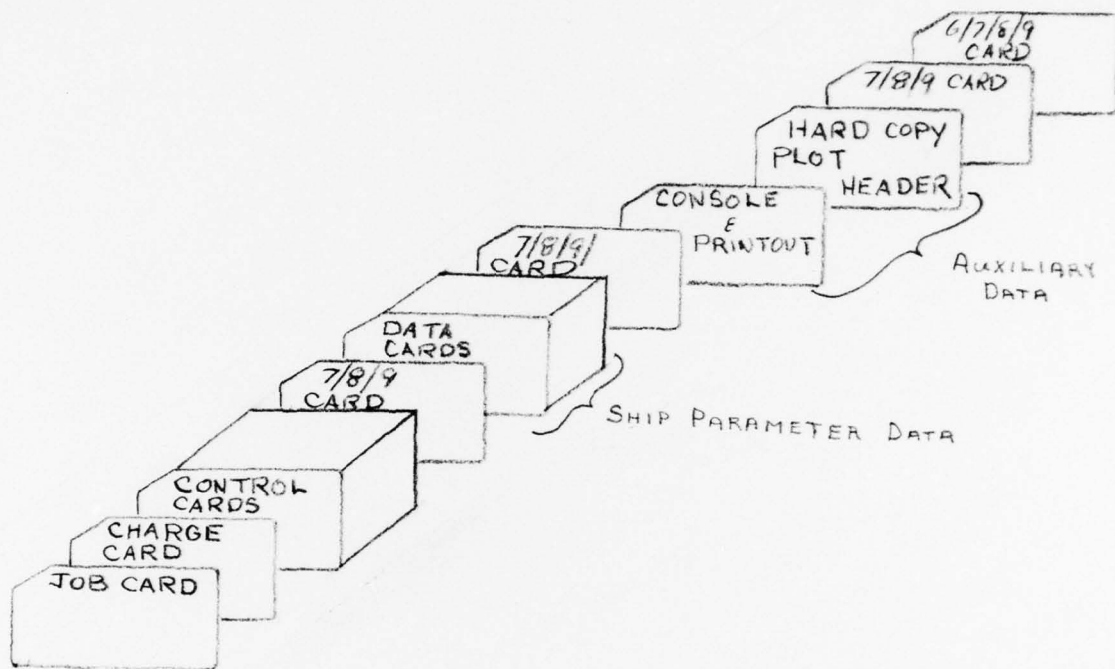 6/7/8/9
CARD
7/8/9 CARD
HARD COPY
PLOT
HEADER
CONSOLE
&
PRINTOUT
AUXILIARY
DATA
7/8/9/
CARD
DATA
CARDS
SHIP PARAMETER DATA
7/8/9
CARD
CONTROL
CARDS
CHARGE
CARD
JOB CARD